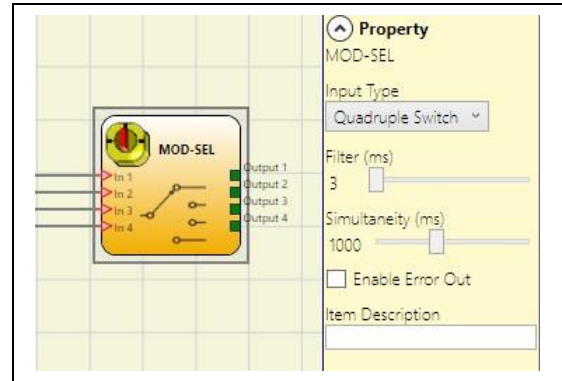 MOD-SEL
In 1
In 2
In 3
In 4
Output 1
Output 2
Output 3
Output 4
Property
MOD-SEL
Input Type
Quadruple Switch
Filter (ms)
3
Simultaneity (ms)
1000
Enable Error Out
Item Description